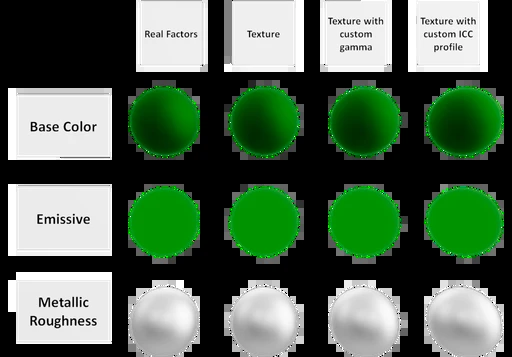 Real Factors
Texture
Texture with
custom
gamma
Texture with
custom ICC
profile
Base Color
Emissive
Metallic
Roughness